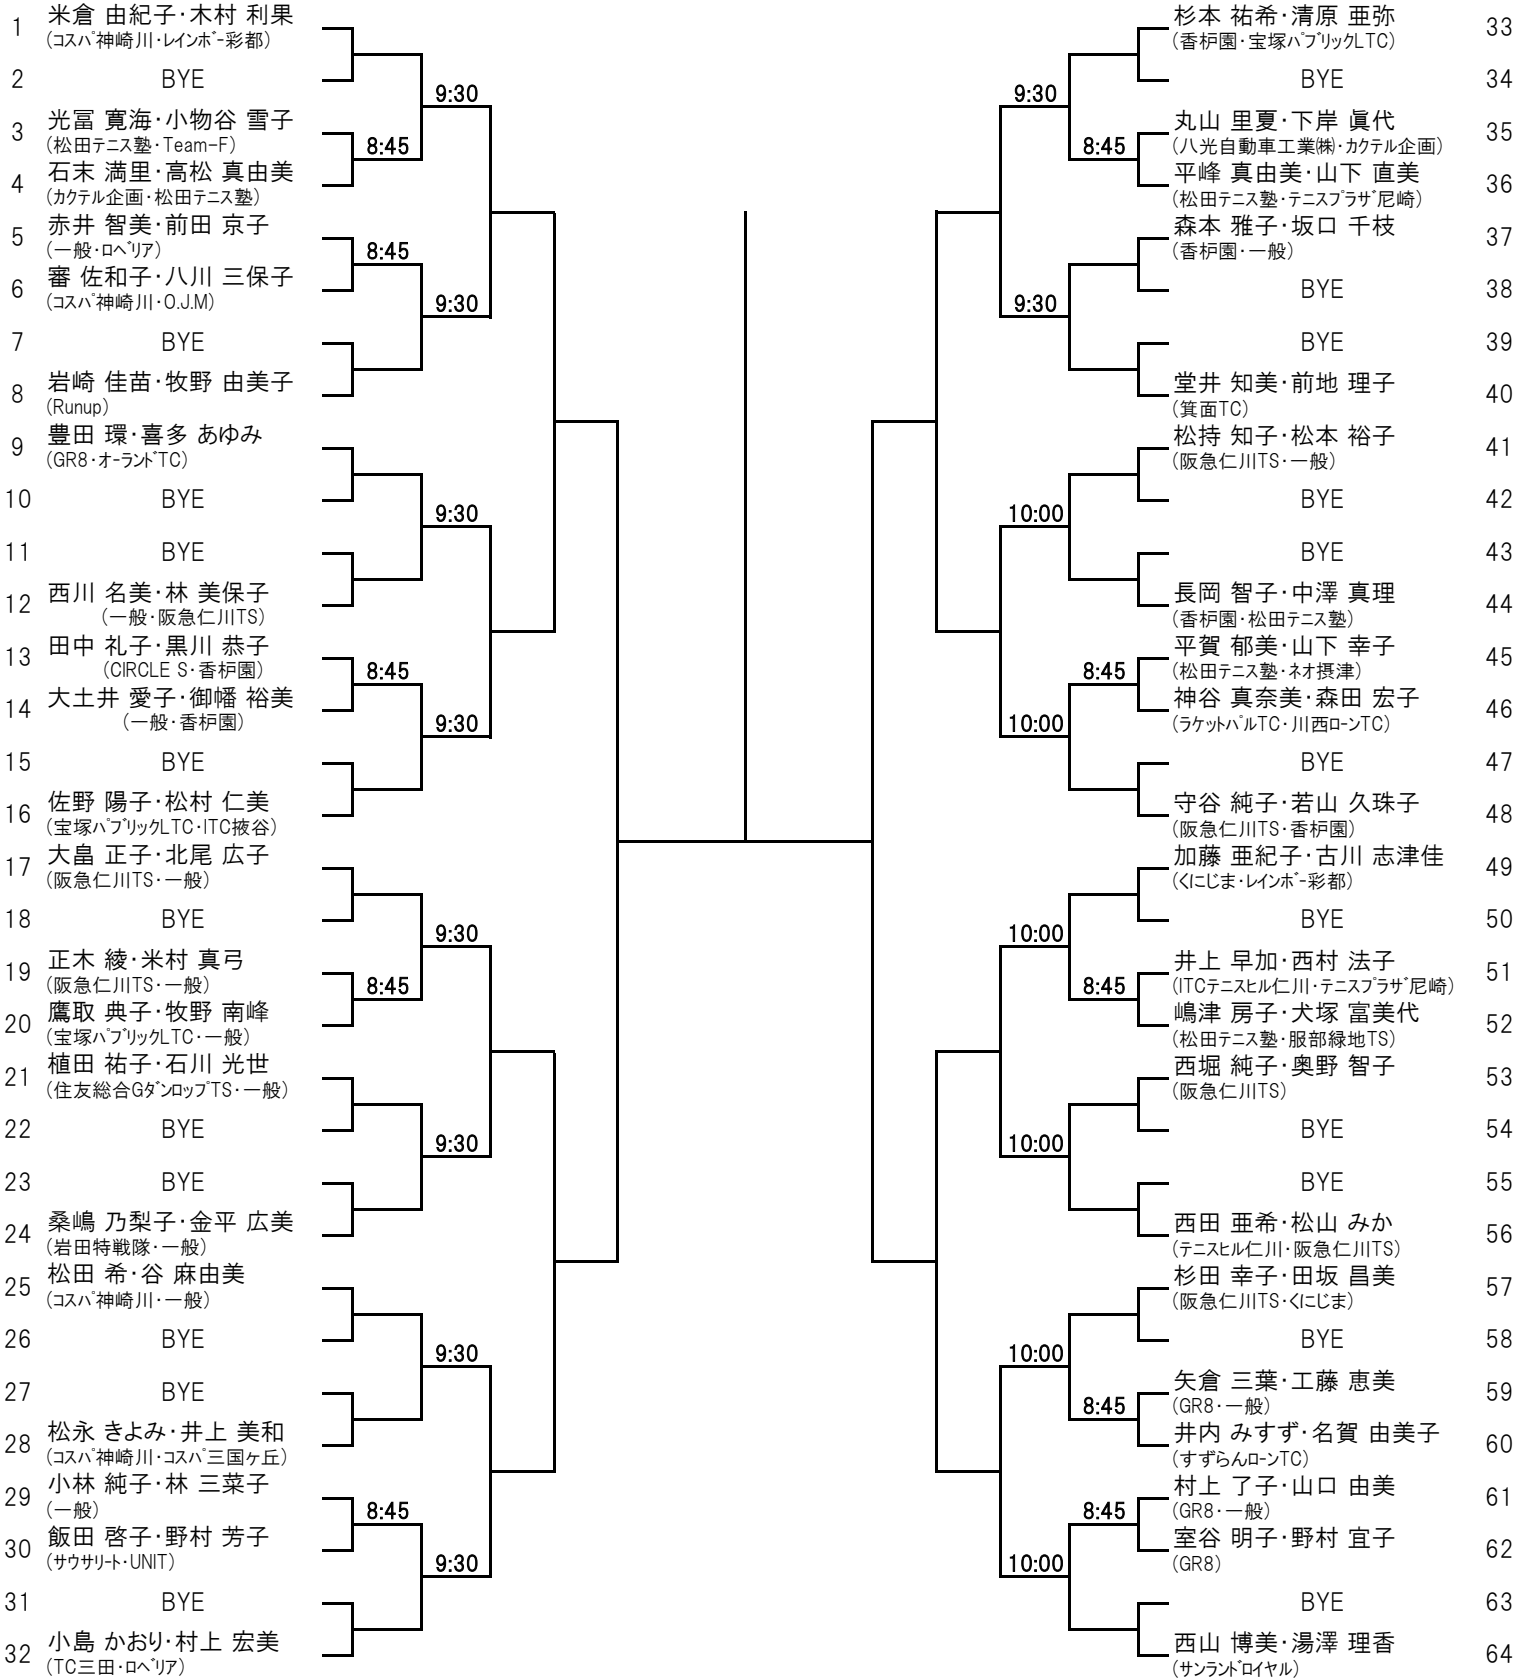 1 米倉 由紀子・木村 利果
(コスパ神崎川・レインボー彩都)
2 BYE
9:30
3 光冨 寛海・小物谷 雪子
(松田テニス塾・Team-F)
8:45
4 石末 満里・高松 真由美
(カクテル企画・松田テニス塾)
5 赤井 智美・前田 京子
(一般・ロベリア)
8:45
6 審 佐和子・八川 三保子
(コスパ神崎川・O.J.M)
9:30
7 BYE
8 岩崎 佳苗・牧野 由美子
(Runup)
9 豊田 環・喜多 あゆみ
(GR8・オーランドTC)
10 BYE
9:30
11 BYE
12 西川 名美・林 美保子
(一般・阪急仁川TS)
13 田中 礼子・黒川 恭子
(CIRCLE S・香枦園)
8:45
14 大土井 愛子・御幡 裕美
(一般・香枦園)
9:30
15 BYE
16 佐野 陽子・松村 仁美
(宝塚パブリックLTC・ITC掖谷)
17 大畠 正子・北尾 広子
(阪急仁川TS・一般)
18 BYE
9:30
19 正木 綾・米村 真弓
(阪急仁川TS・一般)
8:45
20 鷹取 典子・牧野 南峰
(宝塚パブリックLTC・一般)
21 植田 祐子・石川 光世
(住友総合GダンロップTS・一般)
22 BYE
9:30
23 BYE
24 桑嶋 乃梨子・金平 広美
(岩田特戦隊・一般)
25 松田 希・谷 麻由美
(コスパ神崎川・一般)
26 BYE
9:30
27 BYE
28 松永 きよみ・井上 美和
(コスパ神崎川・コスパ三国ヶ丘)
29 小林 純子・林 三菜子
(一般)
8:45
30 飯田 啓子・野村 芳子
(サウサリート・UNIT)
9:30
31 BYE
32 小島 かおり・村上 宏美
(TC三田・ロベリア)
杉本 祐希・清原 亜弥 33
(香枦園・宝塚パブリックLTC)
BYE 34
9:30
丸山 里夏・下岸 眞代 35
(八光自動車工業㈱・カクテル企画)
8:45
平峰 真由美・山下 直美 36
(松田テニス塾・テニスプラザ尼崎)
森本 雅子・坂口 千枝 37
(香枦園・一般)
BYE 38
9:30
BYE 39
堂井 知美・前地 理子 40
(箕面TC)
松持 知子・松本 裕子 41
(阪急仁川TS・一般)
BYE 42
10:00
BYE 43
長岡 智子・中澤 真理 44
(香枦園・松田テニス塾)
平賀 郁美・山下 幸子 45
(松田テニス塾・ネオ摂津)
8:45
神谷 真奈美・森田 宏子 46
(ラケットパルTC・川西ローンTC)
10:00
BYE 47
守谷 純子・若山 久珠子 48
(阪急仁川TS・香枦園)
加藤 亜紀子・古川 志津佳 49
(くにじま・レインボー彩都)
BYE 50
10:00
井上 早加・西村 法子 51
(ITCテニスヒル仁川・テニスプラザ尼崎)
8:45
嶋津 房子・犬塚 富美代 52
(松田テニス塾・服部緑地TS)
西堀 純子・奥野 智子 53
(阪急仁川TS)
BYE 54
10:00
BYE 55
西田 亜希・松山 みか 56
(テニスヒル仁川・阪急仁川TS)
杉田 幸子・田坂 昌美 57
(阪急仁川TS・くにじま)
BYE 58
10:00
矢倉 三葉・工藤 恵美 59
(GR8・一般)
8:45
井内 みすず・名賀 由美子 60
(すずらんローンTC)
村上 了子・山口 由美 61
(GR8・一般)
8:45
室谷 明子・野村 宜子 62
(GR8)
10:00
BYE 63
西山 博美・湯澤 理香 64
(サンランドロイヤル)